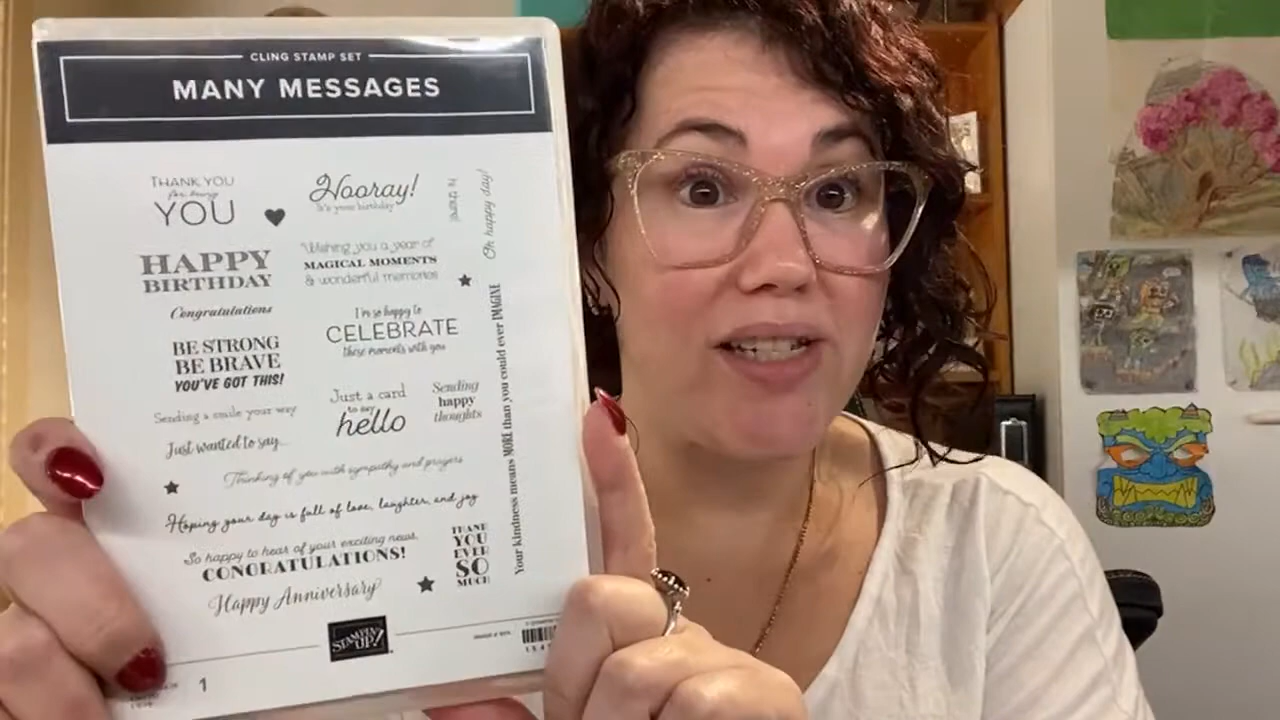 CLING STAMP SET
MANY MESSAGES
THANK YOU
for being
YOU
Hooray!
it's your birthday
hi there
Oh happy day!
HAPPY
BIRTHDAY
Wishing you a year of
MAGICAL MOMENTS
& wonderful memories
Congratulations
I'm so happy to
CELEBRATE
these moments with you
BE STRONG
BE BRAVE
YOU'VE GOT THIS!
Your kindness means MORE than you could ever IMAGINE
Just a card
to say
hello
Sending
happy
thoughts
Sending a smile your way
Just wanted to say...
Thinking of you with sympathy and prayers
Hoping your day is full of love, laughter, and joy
So happy to hear of your exciting news.
CONGRATULATIONS!
THANK
YOU
EVER
SO
MUCH
Happy Anniversary
STAMPIN'
UP!
1